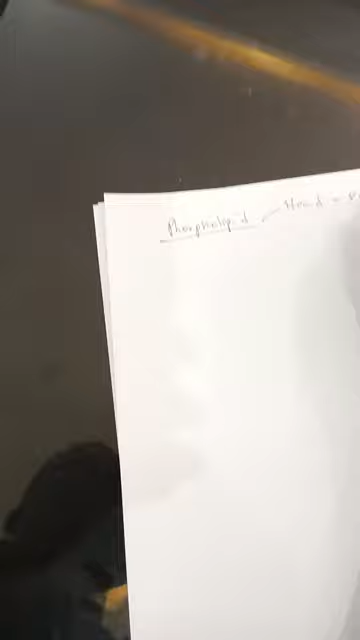 Phospholipid — Head =